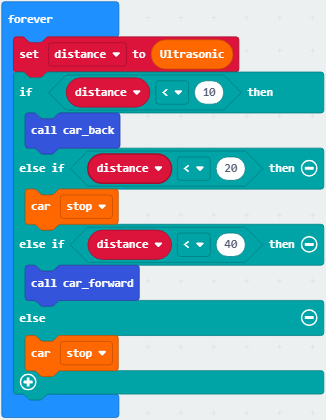 forever
set distance to Ultrasonic
if distance < 10 then
call car_back
else if distance < 20 then
car stop
else if distance < 40 then
call car_forward
else
car stop